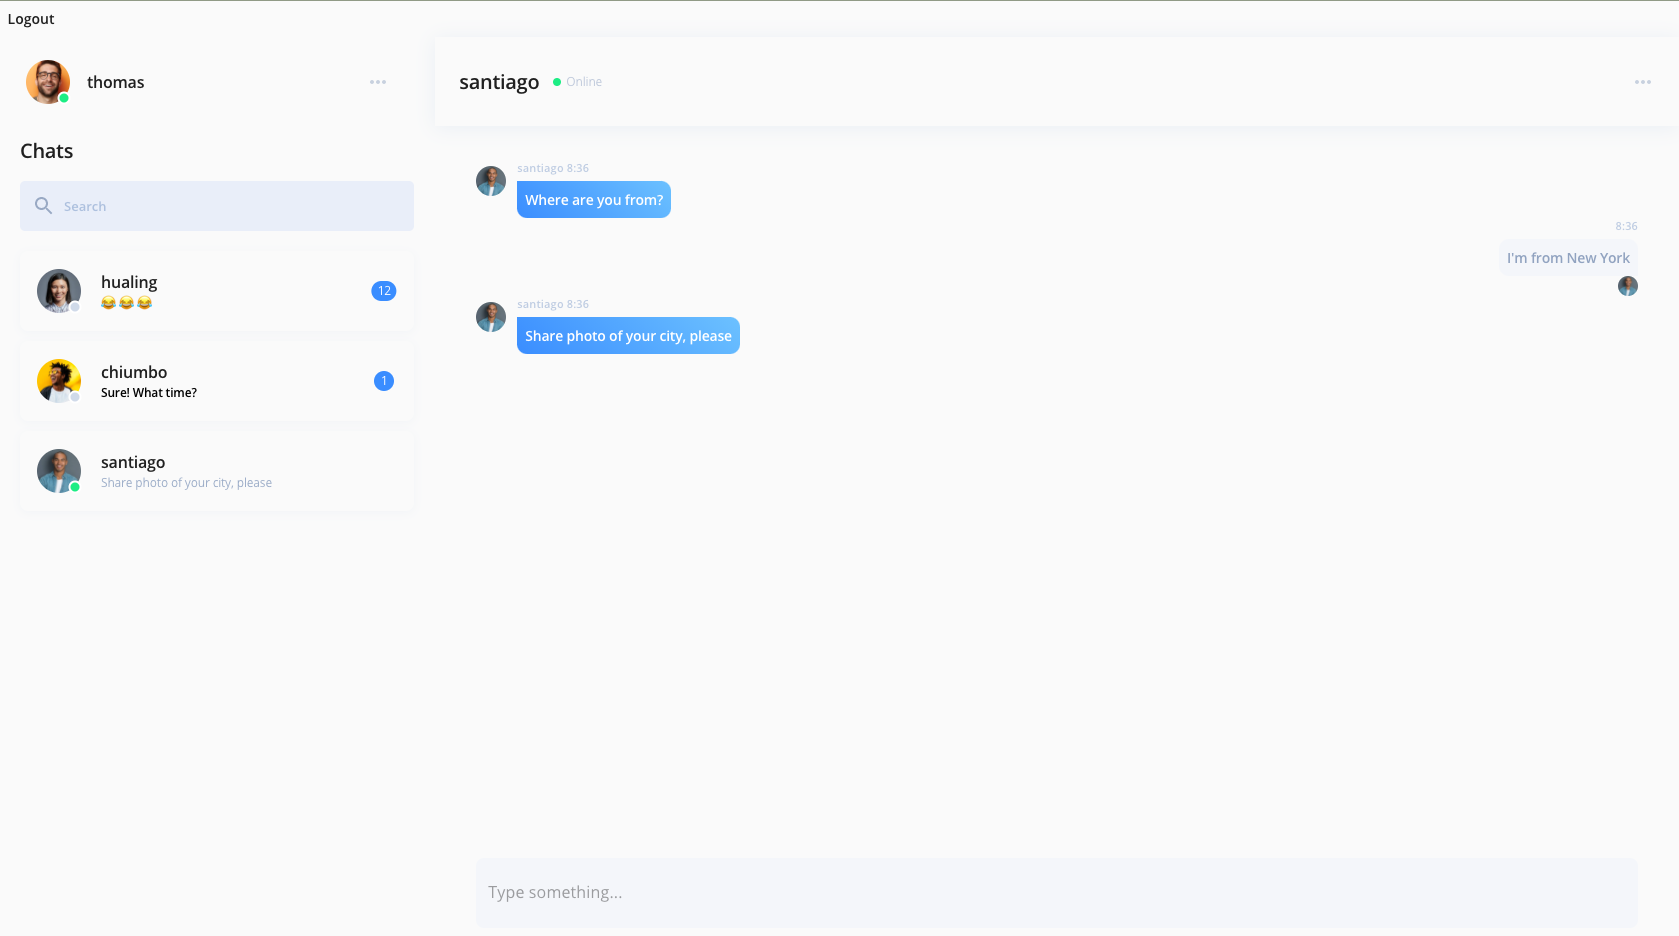 Logout
thomas
Chats
Search
hualing
😂😂😂
12
chiumbo
Sure! What time?
1
santiago
Share photo of your city, please
santiago
Online
santiago 8:36
Where are you from?
8:36
I'm from New York
santiago 8:36
Share photo of your city, please
Type something...